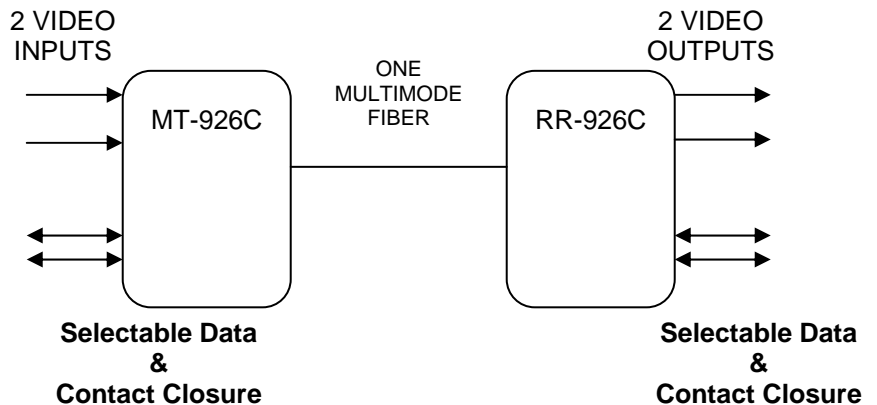 2 VIDEO
INPUTS
MT-926C
ONE
MULTIMODE
FIBER
RR-926C
2 VIDEO
OUTPUTS
Selectable Data
&
Contact Closure
Selectable Data
&
Contact Closure